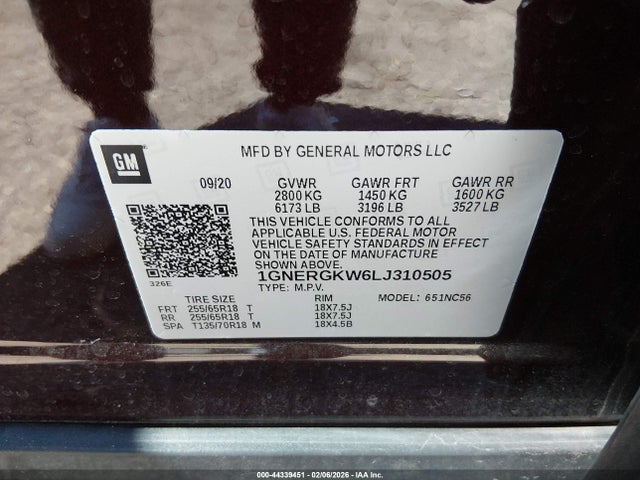 GM
MFD BY GENERAL MOTORS LLC
09/20 GVWR GAWR FRT GAWR RR
2800 KG 1450 KG 1600 KG
6173 LB 3196 LB 3527 LB
THIS VEHICLE CONFORMS TO ALL
APPLICABLE U.S. FEDERAL MOTOR
VEHICLE SAFETY STANDARDS IN EFFECT
ON THE DATE OF MANUFACTURE
SHOWN ABOVE.
326E
1GNERGKW6LJ310505
TYPE: M.P.V.
TIRE SIZE RIM MODEL: 651NC56
FRT 255/65R18 T 18X7.5J
RR 255/65R18 T 18X7.5J
SPA T135/70R18 M 18X4.5B
000-44339451 - 02/06/2026 - IAA Inc.